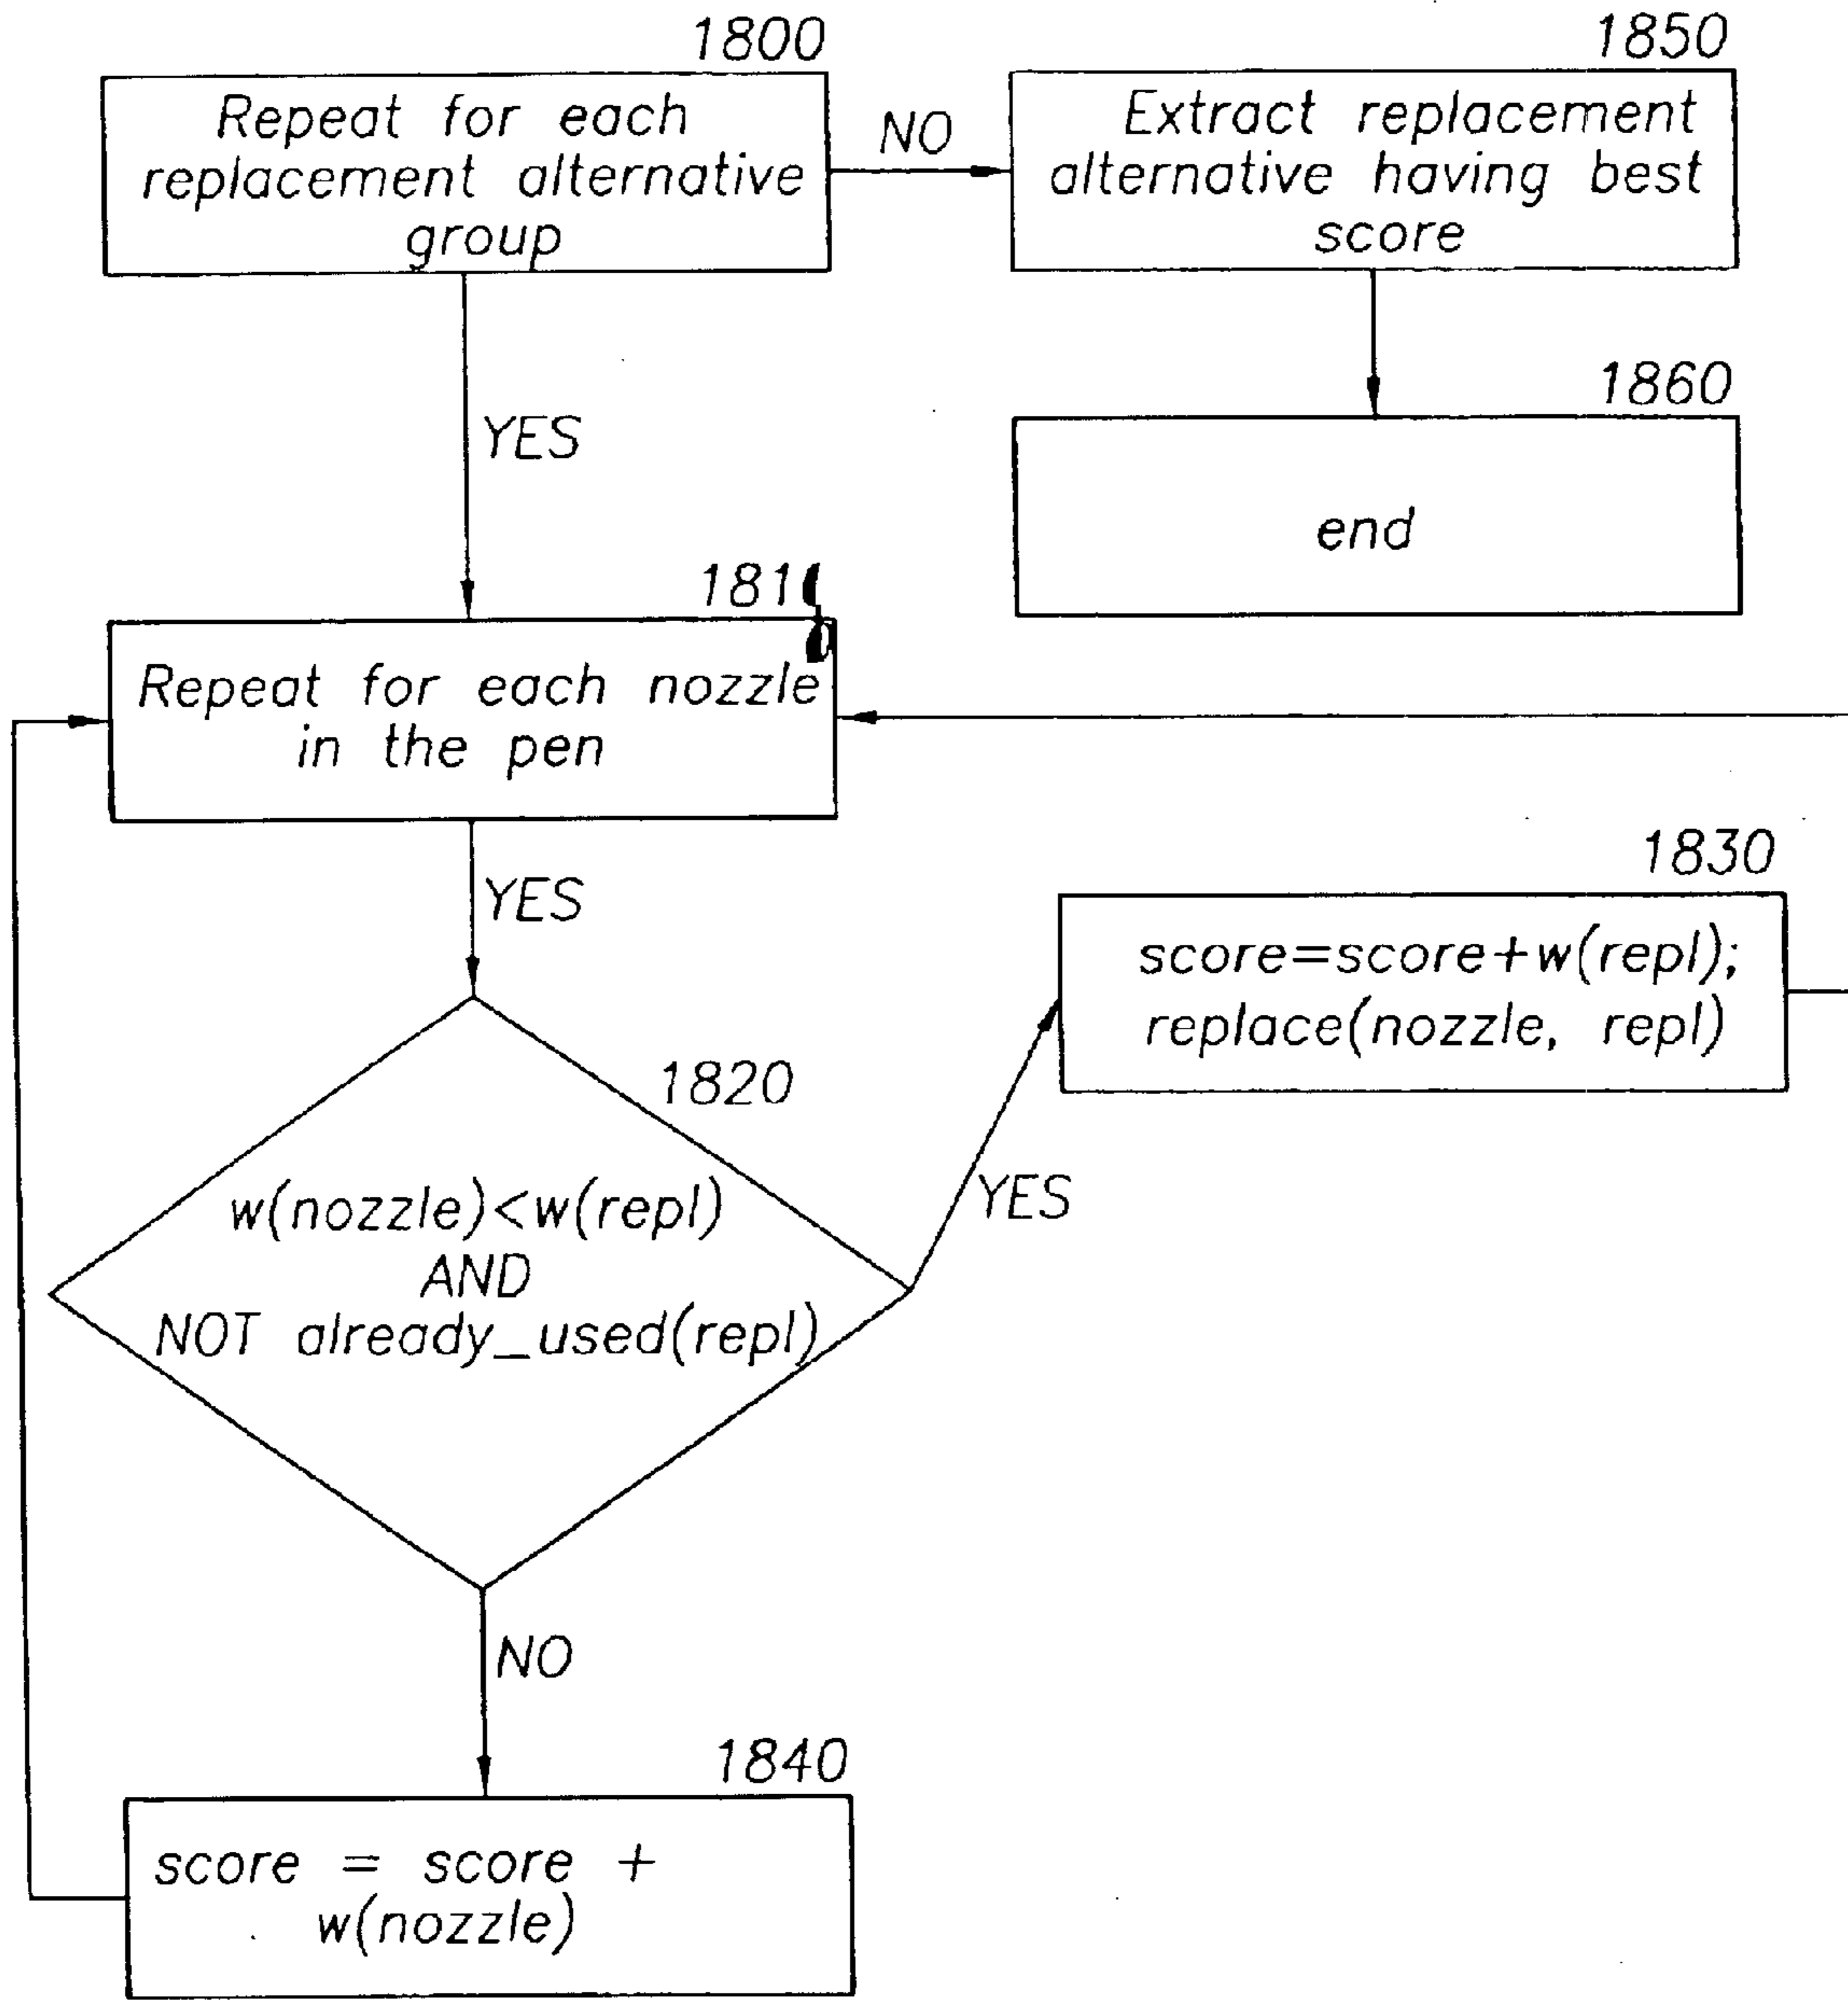 1800
Repeat for each
replacement alternative
group
NO
1850
Extract replacement
alternative having best
score
YES
1860
end
1810
Repeat for each nozzle
in the pen
YES
1830
score=score+w(repl);
replace(nozzle, repl)
1820
w(nozzle)<w(repl)
AND
NOT already_used(repl)
YES
NO
1840
score = score +
w(nozzle)